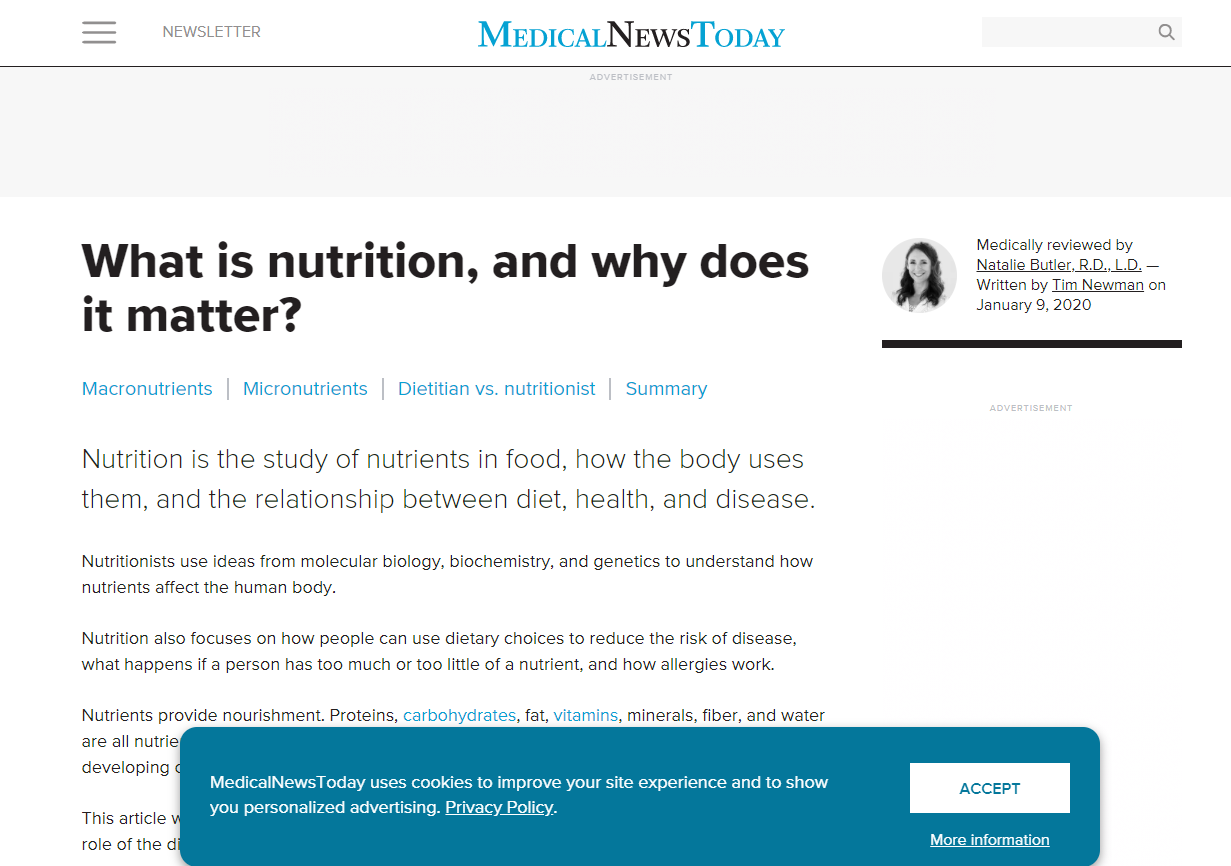 NEWSLETTER
MEDICALNEWSTODAY
ADVERTISEMENT
What is nutrition, and why does
it matter?
Macronutrients | Micronutrients | Dietitian vs. nutritionist | Summary
Nutrition is the study of nutrients in food, how the body uses
them, and the relationship between diet, health, and disease.
Nutritionists use ideas from molecular biology, biochemistry, and genetics to understand how
nutrients affect the human body.
Nutrition also focuses on how people can use dietary choices to reduce the risk of disease,
what happens if a person has too much or too little of a nutrient, and how allergies work.
Nutrients provide nourishment. Proteins, carbohydrates, fat, vitamins, minerals, fiber, and water
are all
developing
This article
role of the
Medically reviewed by
Natalie Butler, R.D., L.D. —
Written by Tim Newman on
January 9, 2020
ADVERTISEMENT
MedicalNewsToday uses cookies to improve your site experience and to show
you personalized advertising. Privacy Policy.
ACCEPT
More information